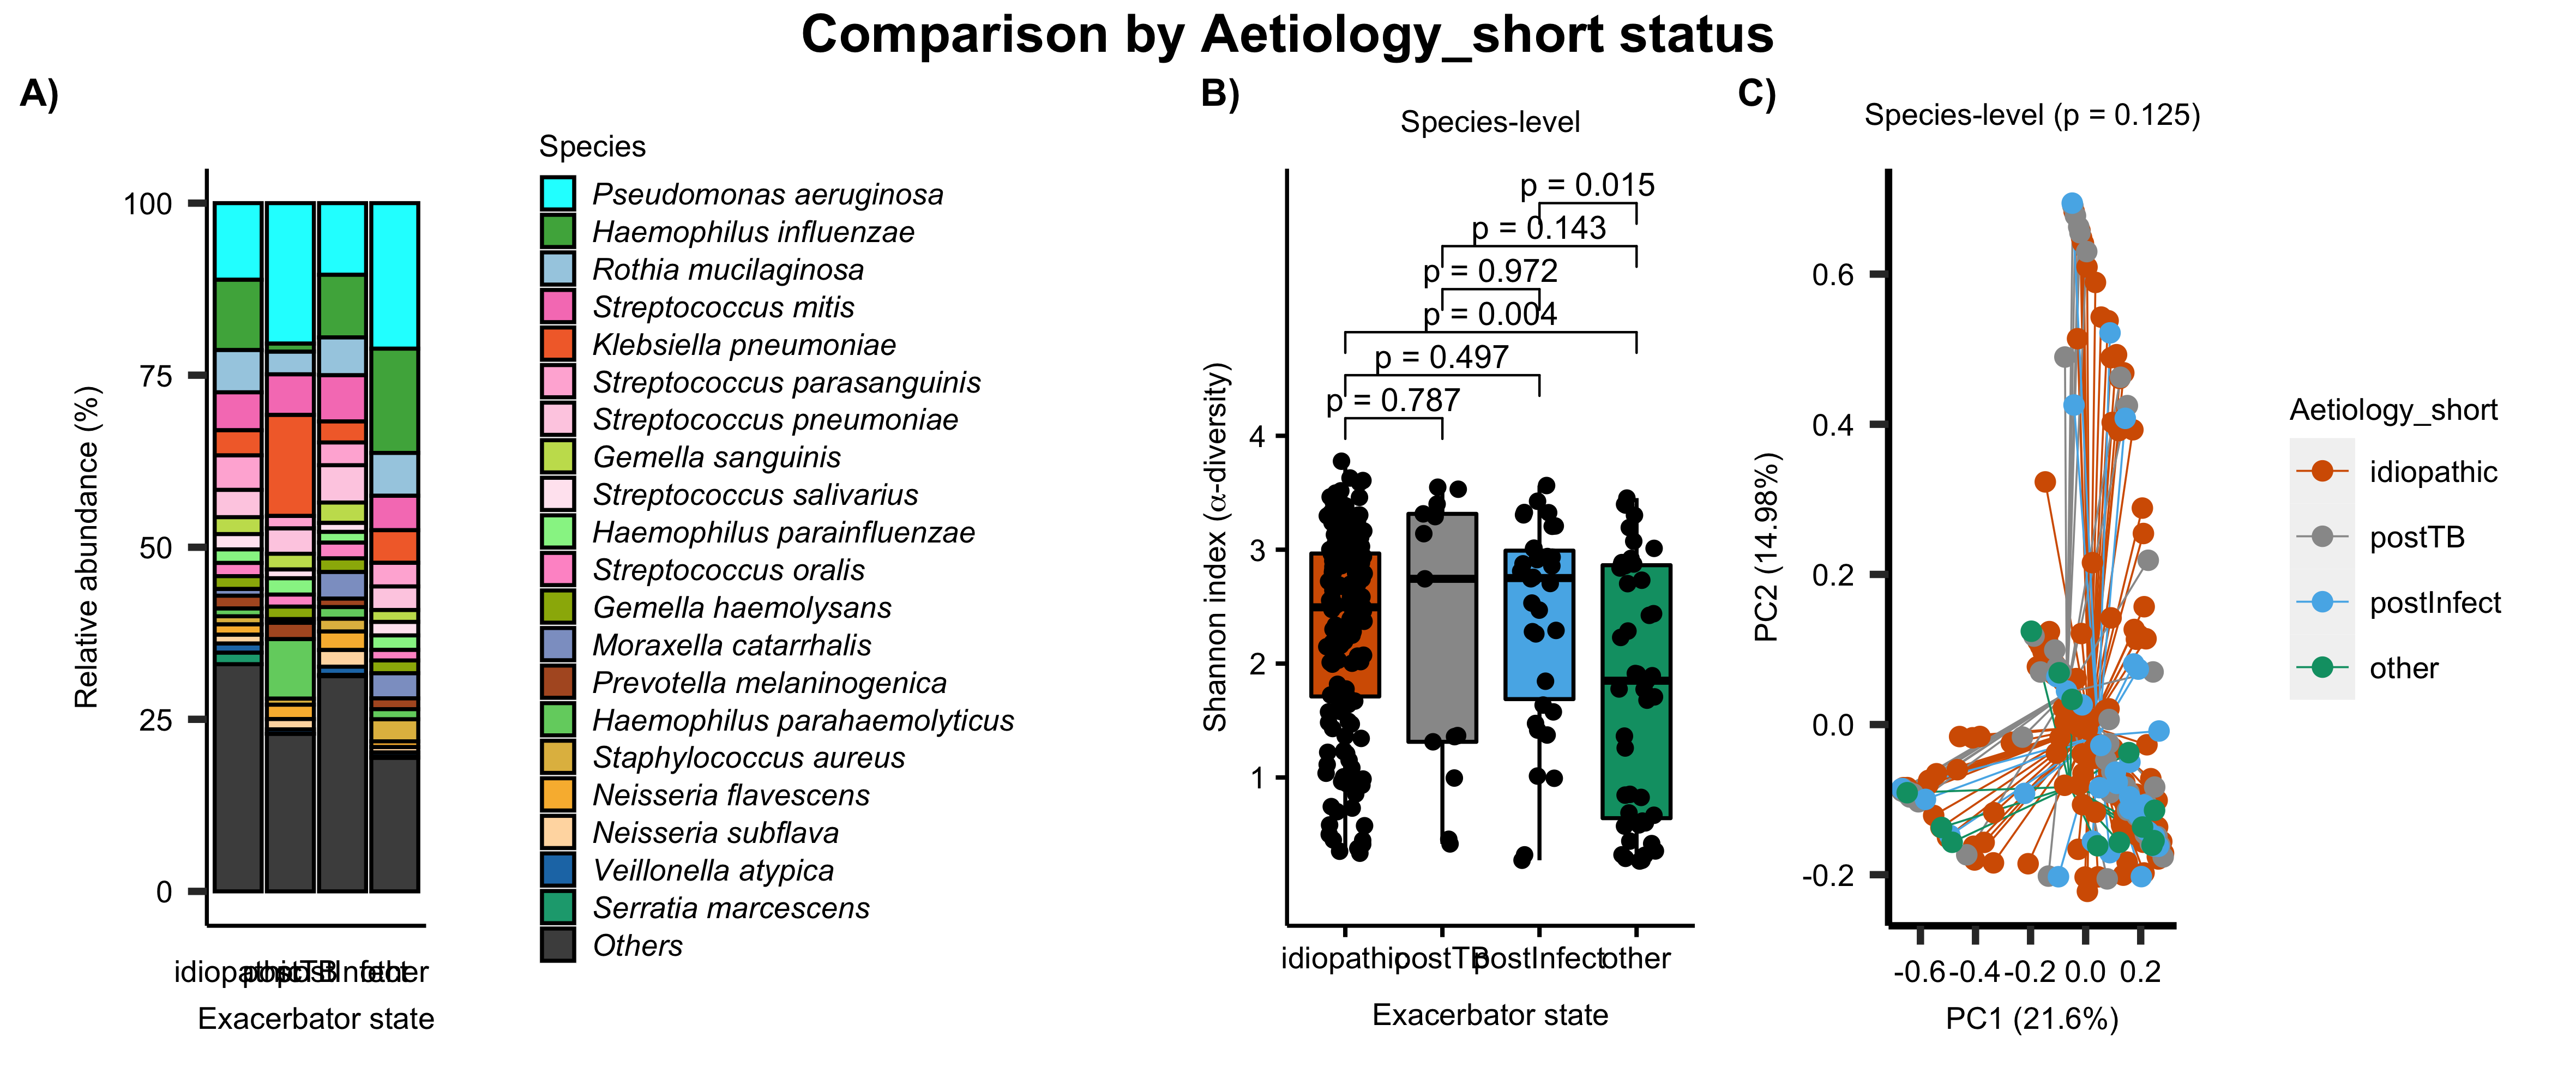 Comparison by Aetiology_short status
A)
Relative abundance (%)
100
75
50
25
0
idiopathic
postTB
postInfect
other
Exacerbator state
Species
Pseudomonas aeruginosa
Haemophilus influenzae
Rothia mucilaginosa
Streptococcus mitis
Klebsiella pneumoniae
Streptococcus parasanguinis
Streptococcus pneumoniae
Gemella sanguinis
Streptococcus salivarius
Haemophilus parainfluenzae
Streptococcus oralis
Gemella haemolysans
Moraxella catarrhalis
Prevotella melaninogenica
Haemophilus parahaemolyticus
Staphylococcus aureus
Neisseria flavescens
Neisseria subflava
Veillonella atypica
Serratia marcescens
Others
B)
Species-level
Shannon index (α-diversity)
p = 0.015
p = 0.143
p = 0.972
p = 0.004
p = 0.497
p = 0.787
4
3
2
1
idiopathic
postTB
postInfect
other
Exacerbator state
C)
Species-level (p = 0.125)
PC2 (14.98%)
0.6
0.4
0.2
0.0
-0.2
-0.6 -0.4 -0.2 0.0 0.2
PC1 (21.6%)
Aetiology_short
idiopathic
postTB
postInfect
other